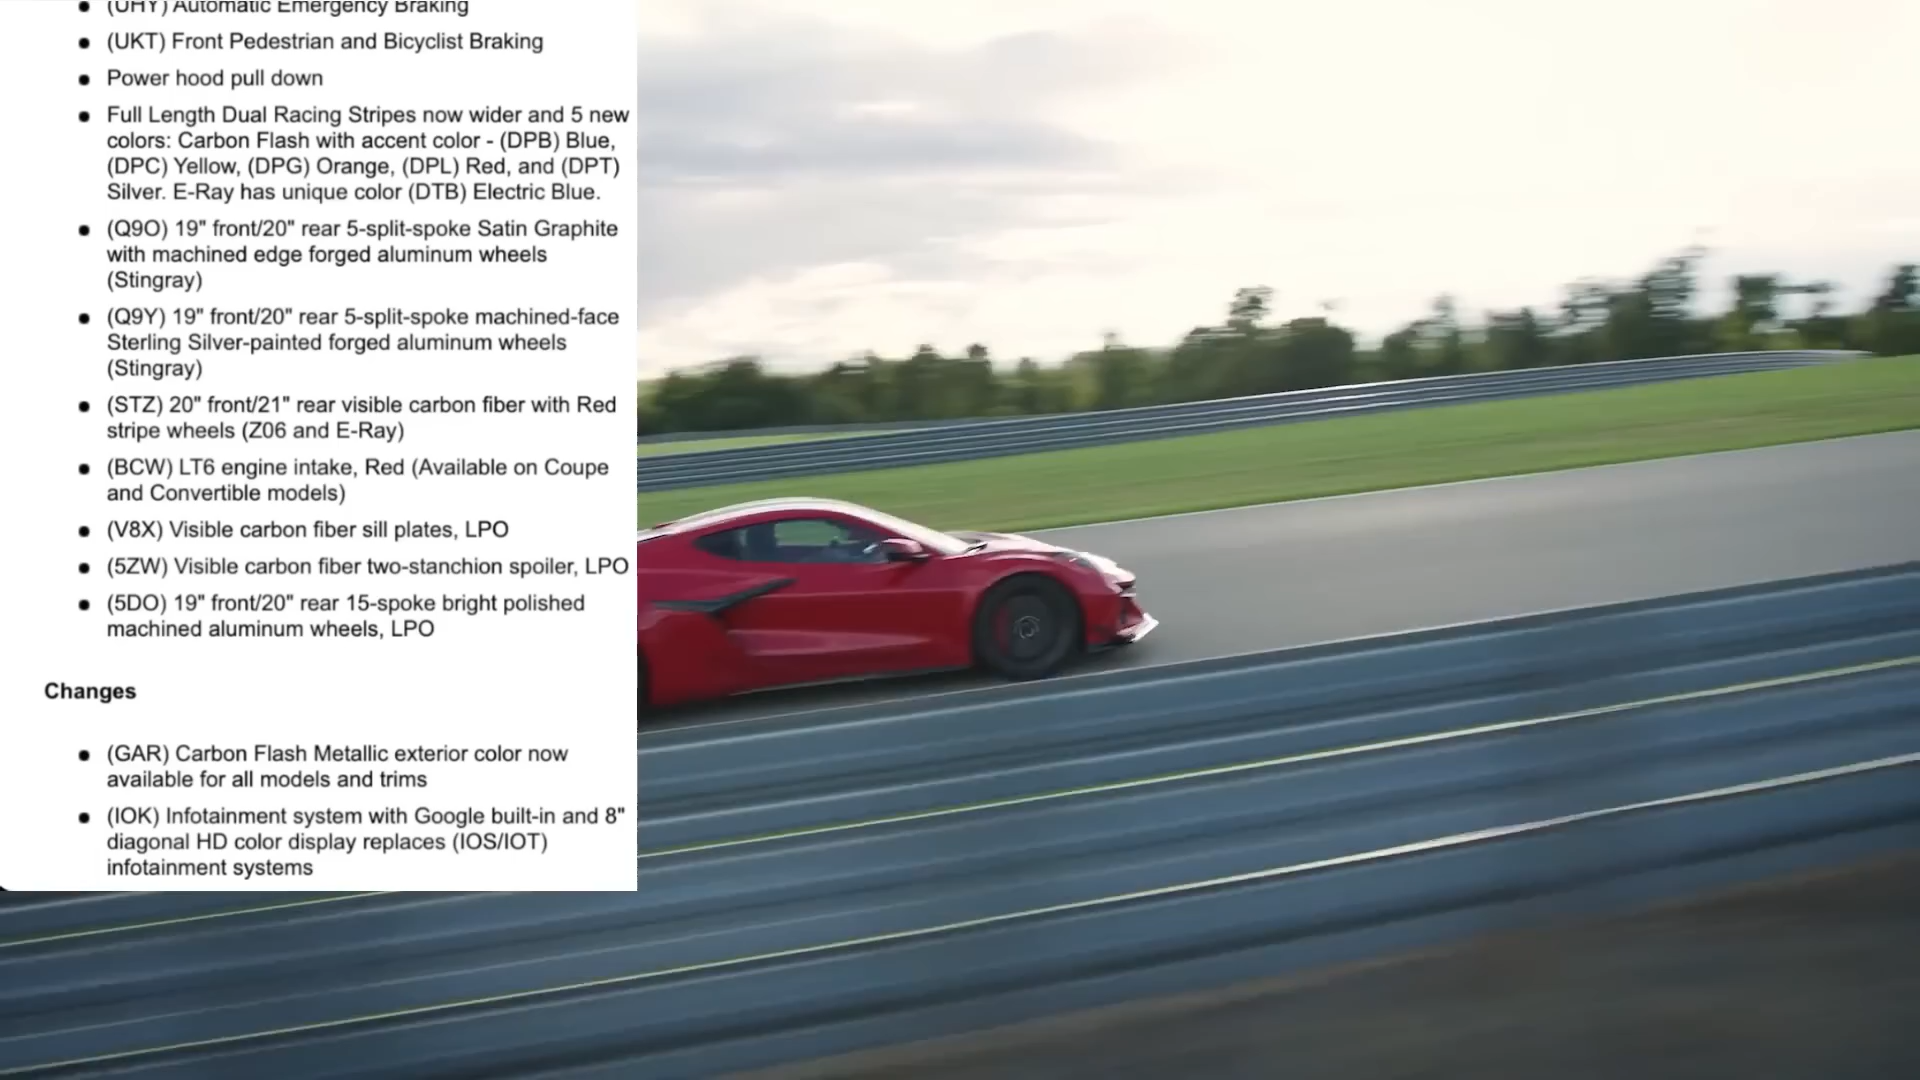 (UHY) Automatic Emergency Braking
(UKT) Front Pedestrian and Bicyclist Braking
Power hood pull down
Full Length Dual Racing Stripes now wider and 5 new
colors: Carbon Flash with accent color - (DPB) Blue,
(DPC) Yellow, (DPG) Orange, (DPL) Red, and (DPT)
Silver. E-Ray has unique color (DTB) Electric Blue.
(Q9O) 19" front/20" rear 5-split-spoke Satin Graphite
with machined edge forged aluminum wheels
(Stingray)
(Q9Y) 19" front/20" rear 5-split-spoke machined-face
Sterling Silver-painted forged aluminum wheels
(Stingray)
(STZ) 20" front/21" rear visible carbon fiber with Red
stripe wheels (Z06 and E-Ray)
(BCW) LT6 engine intake, Red (Available on Coupe
and Convertible models)
(V8X) Visible carbon fiber sill plates, LPO
(5ZW) Visible carbon fiber two-stanchion spoiler, LPO
(5DO) 19" front/20" rear 15-spoke bright polished
machined aluminum wheels, LPO
Changes
(GAR) Carbon Flash Metallic exterior color now
available for all models and trims
(IOK) Infotainment system with Google built-in and 8"
diagonal HD color display replaces (IOS/IOT)
infotainment systems